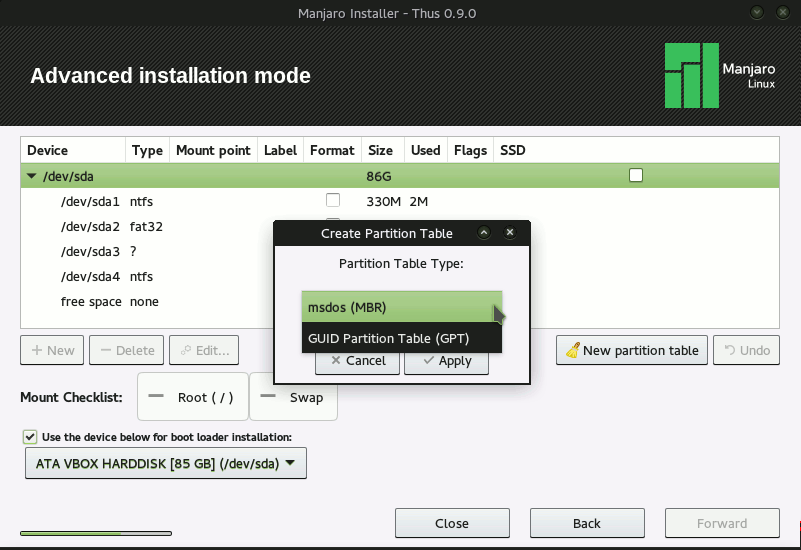 Manjaro Installer - Thus 0.9.0
Advanced installation mode
Manjaro
Linux
Device Type Mount point Label Format Size Used Flags SSD
/dev/sda 86G
/dev/sda1 ntfs 330M 2M
/dev/sda2 fat32
/dev/sda3 ?
/dev/sda4 ntfs
free space none
Create Partition Table
Partition Table Type:
msdos (MBR)
GUID Partition Table (GPT)
Cancel Apply
New Delete Edit... New partition table Undo
Mount Checklist: Root ( / ) Swap
Use the device below for boot loader installation:
ATA VBOX HARDDISK [85 GB] (/dev/sda)
Close Back Forward